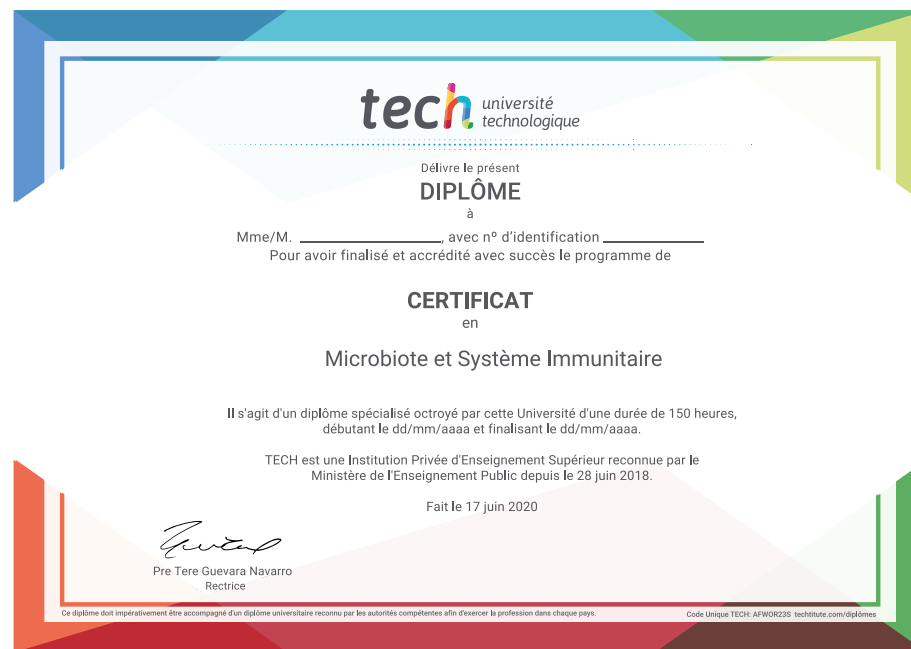 tech université
technologique
Délivre le présent
DIPLÔME
à
Mme/M. ____________________, avec nº d'identification ______________
Pour avoir finalisé et accrédité avec succès le programme de
CERTIFICAT
en
Microbiote et Système Immunitaire
Il s'agit d'un diplôme spécialisé octroyé par cette Université d'une durée de 150 heures,
débutant le dd/mm/aaaa et finalisant le dd/mm/aaaa.
TECH est une Institution Privée d'Enseignement Supérieur reconnue par le
Ministère de l'Enseignement Public depuis le 28 juin 2018.
Fait le 17 juin 2020
Pre Tere Guevara Navarro
Rectrice
Ce diplôme doit impérativement être accompagné d'un diplôme universitaire reconnu par les autorités compétentes afin d'exercer la profession dans chaque pays.
Code Unique TECH: AFWOR23S techtitute.com/diplômes